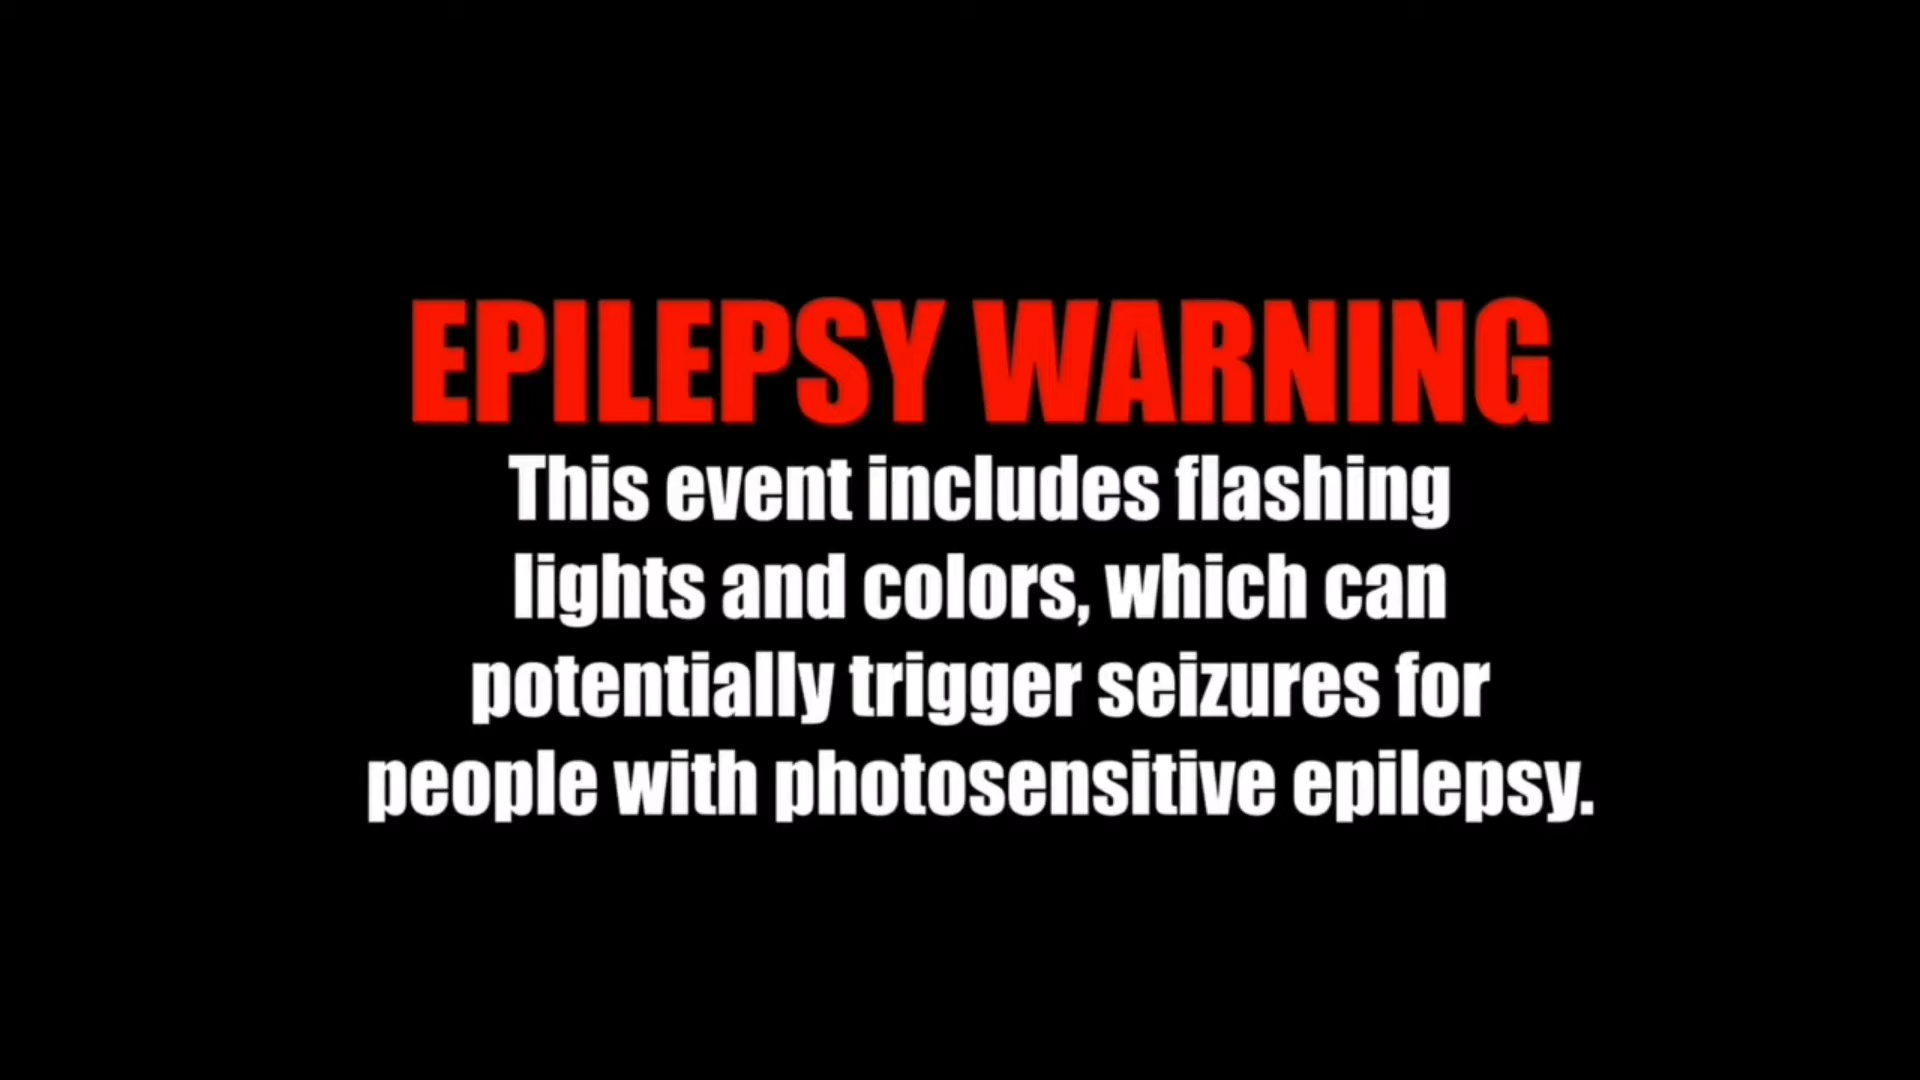 EPILEPSY WARNING
This event includes flashing
lights and colors, which can
potentially trigger seizures for
people with photosensitive epilepsy.